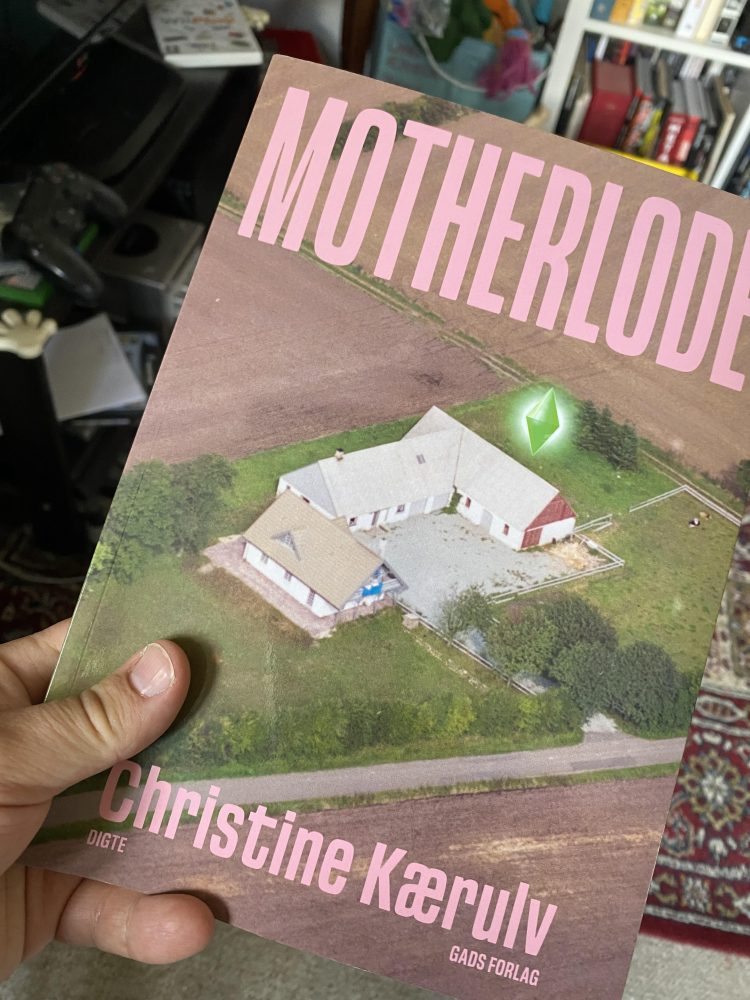 MOTHERLODE
Christine Kærulv
DIGTE
GADS FORLAG